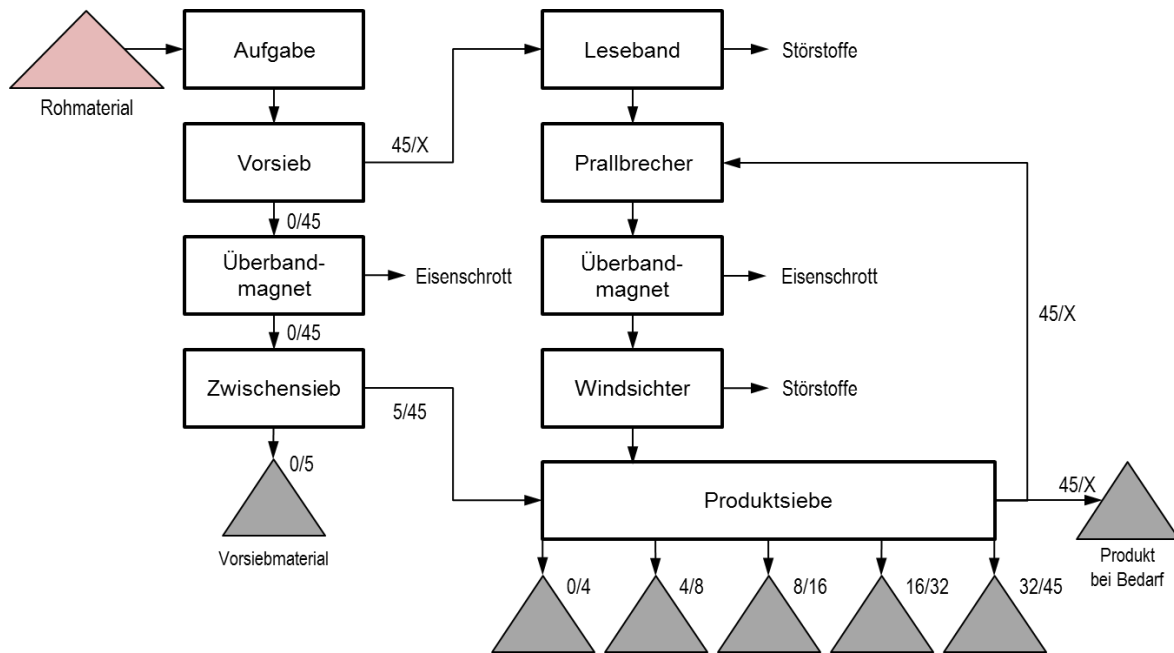 Aufgabe
Leseband
Störstoffe
Rohmaterial
Vorsieb
45/X
Prallbrecher
0/45
Überband-
magnet
Eisenschrott
Überband-
magnet
Eisenschrott
45/X
0/45
Zwischensieb
5/45
Windsichter
Störstoffe
0/5
Vorsiebmaterial
Produktsiebe
45/X
Produkt
bei Bedarf
0/4
4/8
8/16
16/32
32/45